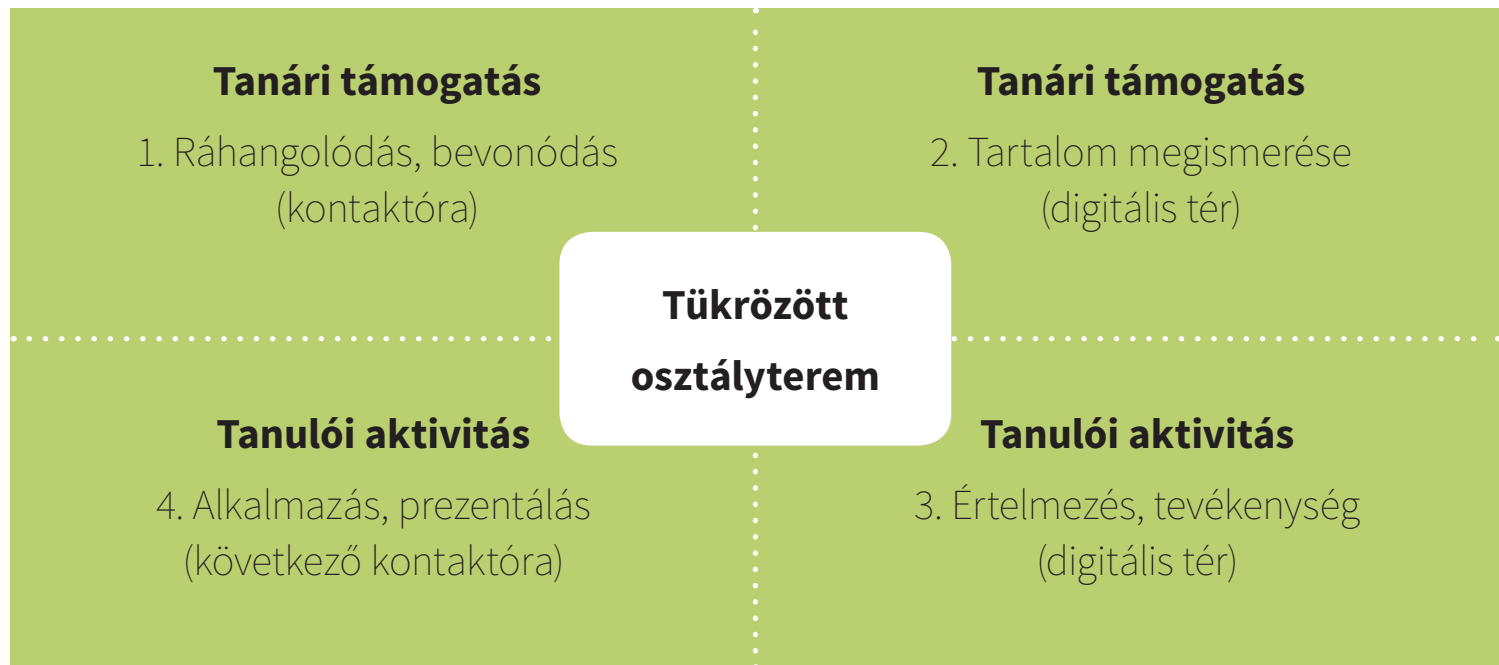 Tanári támogatás
1. Ráhangolódás, bevonódás
(kontaktóra)
Tanári támogatás
2. Tartalom megismerése
(digitális tér)
Tükrözött
osztályterem
Tanulói aktivitás
4. Alkalmazás, prezentálás
(következő kontaktóra)
Tanulói aktivitás
3. Értelmezés, tevékenység
(digitális tér)